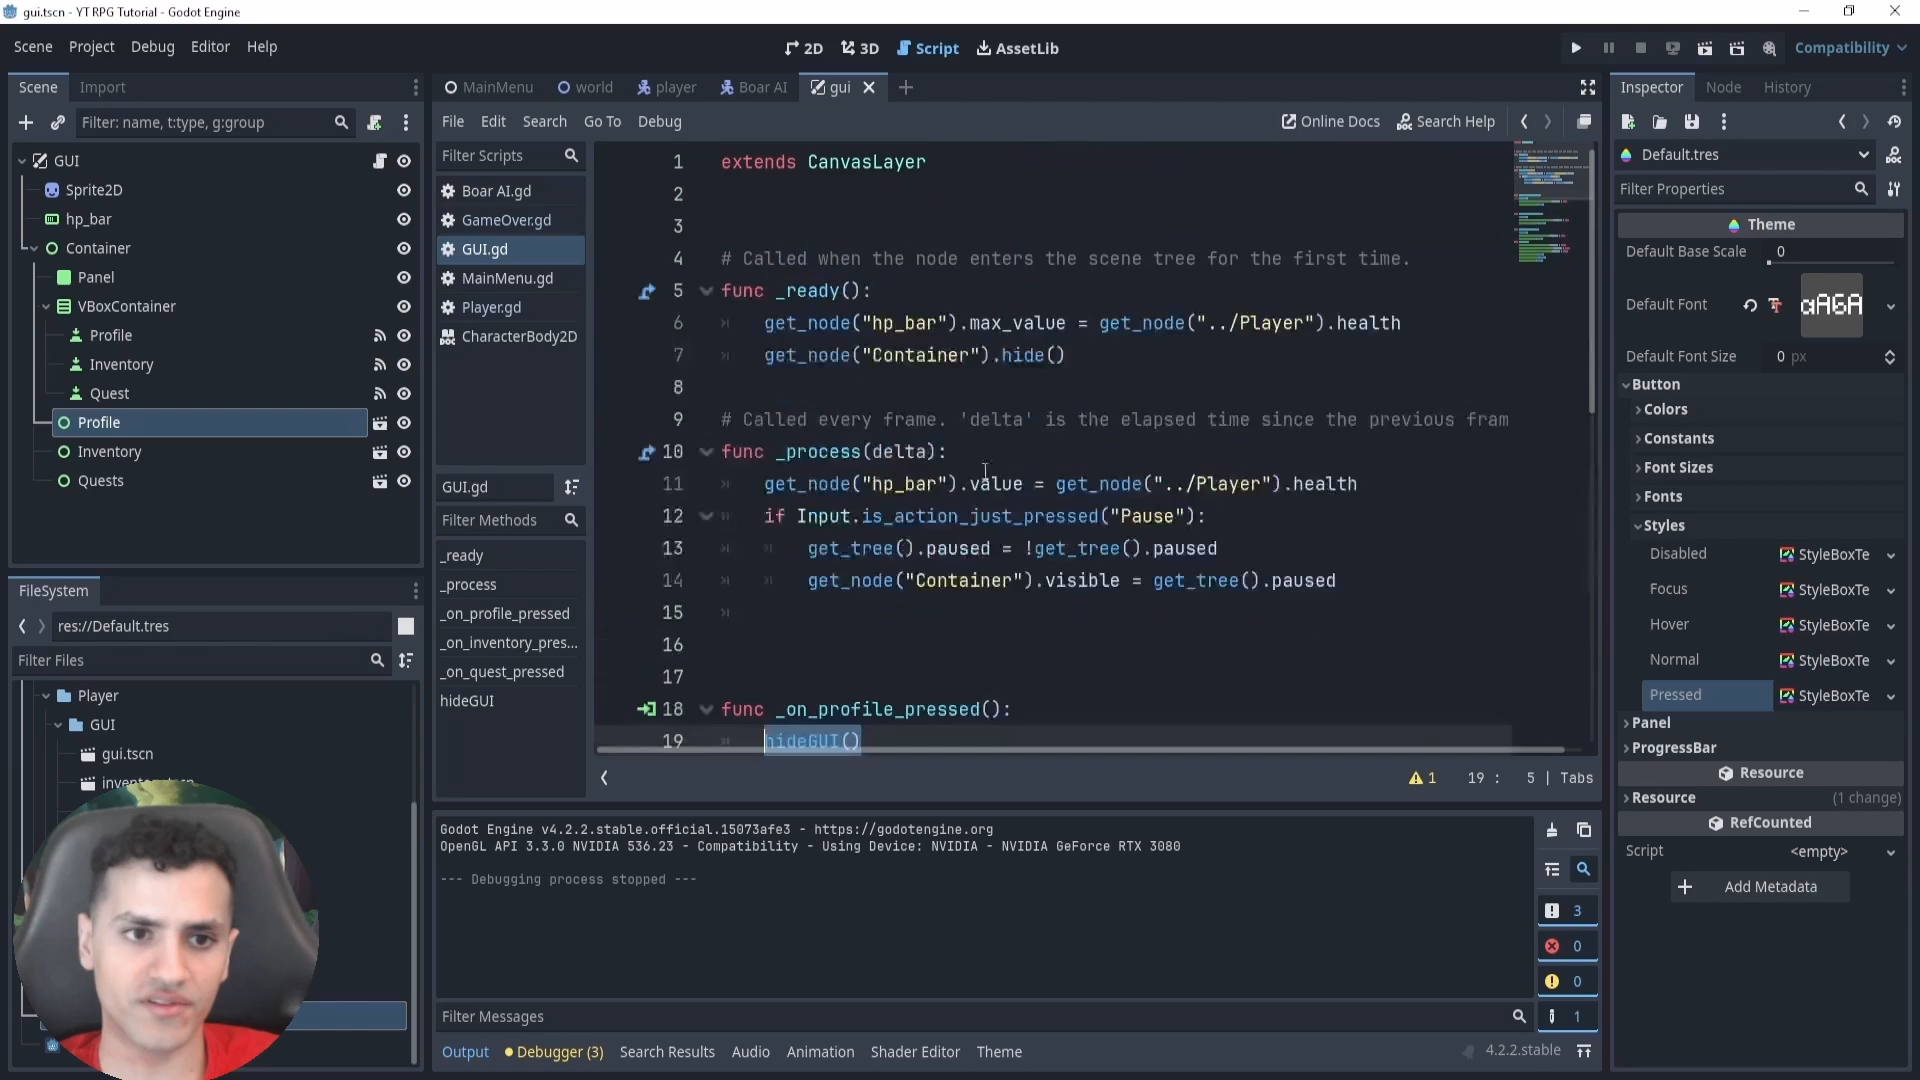 gui.tscn - YT RPG Tutorial - Godot Engine
Scene Project Debug Editor Help
2D 3D Script AssetLib
Compatibility
Scene Import
Filter: name, t:type, g:group
GUI
Sprite2D
hp_bar
Container
Panel
VBoxContainer
Profile
Inventory
Quest
Profile
Inventory
Quests
FileSystem
res://Default.tres
Filter Files
Player
GUI
gui.tscn
MainMenu world player Boar AI gui
File Edit Search Go To Debug
Online Docs Search Help
Filter Scripts
Boar AI.gd
GameOver.gd
GUI.gd
MainMenu.gd
Player.gd
CharacterBody2D
GUI.gd
Filter Methods
_ready
_process
_on_profile_pressed
_on_inventory_pres...
_on_quest_pressed
hideGUI
1 extends CanvasLayer
2
3
4 # Called when the node enters the scene tree for the first time.
5 func _ready():
6 get_node("hp_bar").max_value = get_node("../Player").health
7 get_node("Container").hide()
8
9 # Called every frame. 'delta' is the elapsed time since the previous fram
10 func _process(delta):
11 get_node("hp_bar").value = get_node("../Player").health
12 if Input.is_action_just_pressed("Pause"):
13 get_tree().paused = !get_tree().paused
14 get_node("Container").visible = get_tree().paused
15
16
17
18 func _on_profile_pressed():
19 hideGUI()
1 19 : 5 | Tabs
Godot Engine v4.2.2.stable.official.15073afe3 - https://godotengine.org
OpenGL API 3.3.0 NVIDIA 536.23 - Compatibility - Using Device: NVIDIA - NVIDIA GeForce RTX 3080
--- Debugging process stopped ---
3
0
0
1
Filter Messages
Output Debugger (3) Search Results Audio Animation Shader Editor Theme
4.2.2.stable
Inspector Node History
Default.tres
Filter Properties
Theme
Default Base Scale 0
Default Font
Default Font Size 0 px
Button
Colors
Constants
Font Sizes
Fonts
Styles
Disabled StyleBoxTe
Focus StyleBoxTe
Hover StyleBoxTe
Normal StyleBoxTe
Pressed StyleBoxTe
Panel
ProgressBar
Resource
Resource (1 change)
RefCounted
Script <empty>
Add Metadata